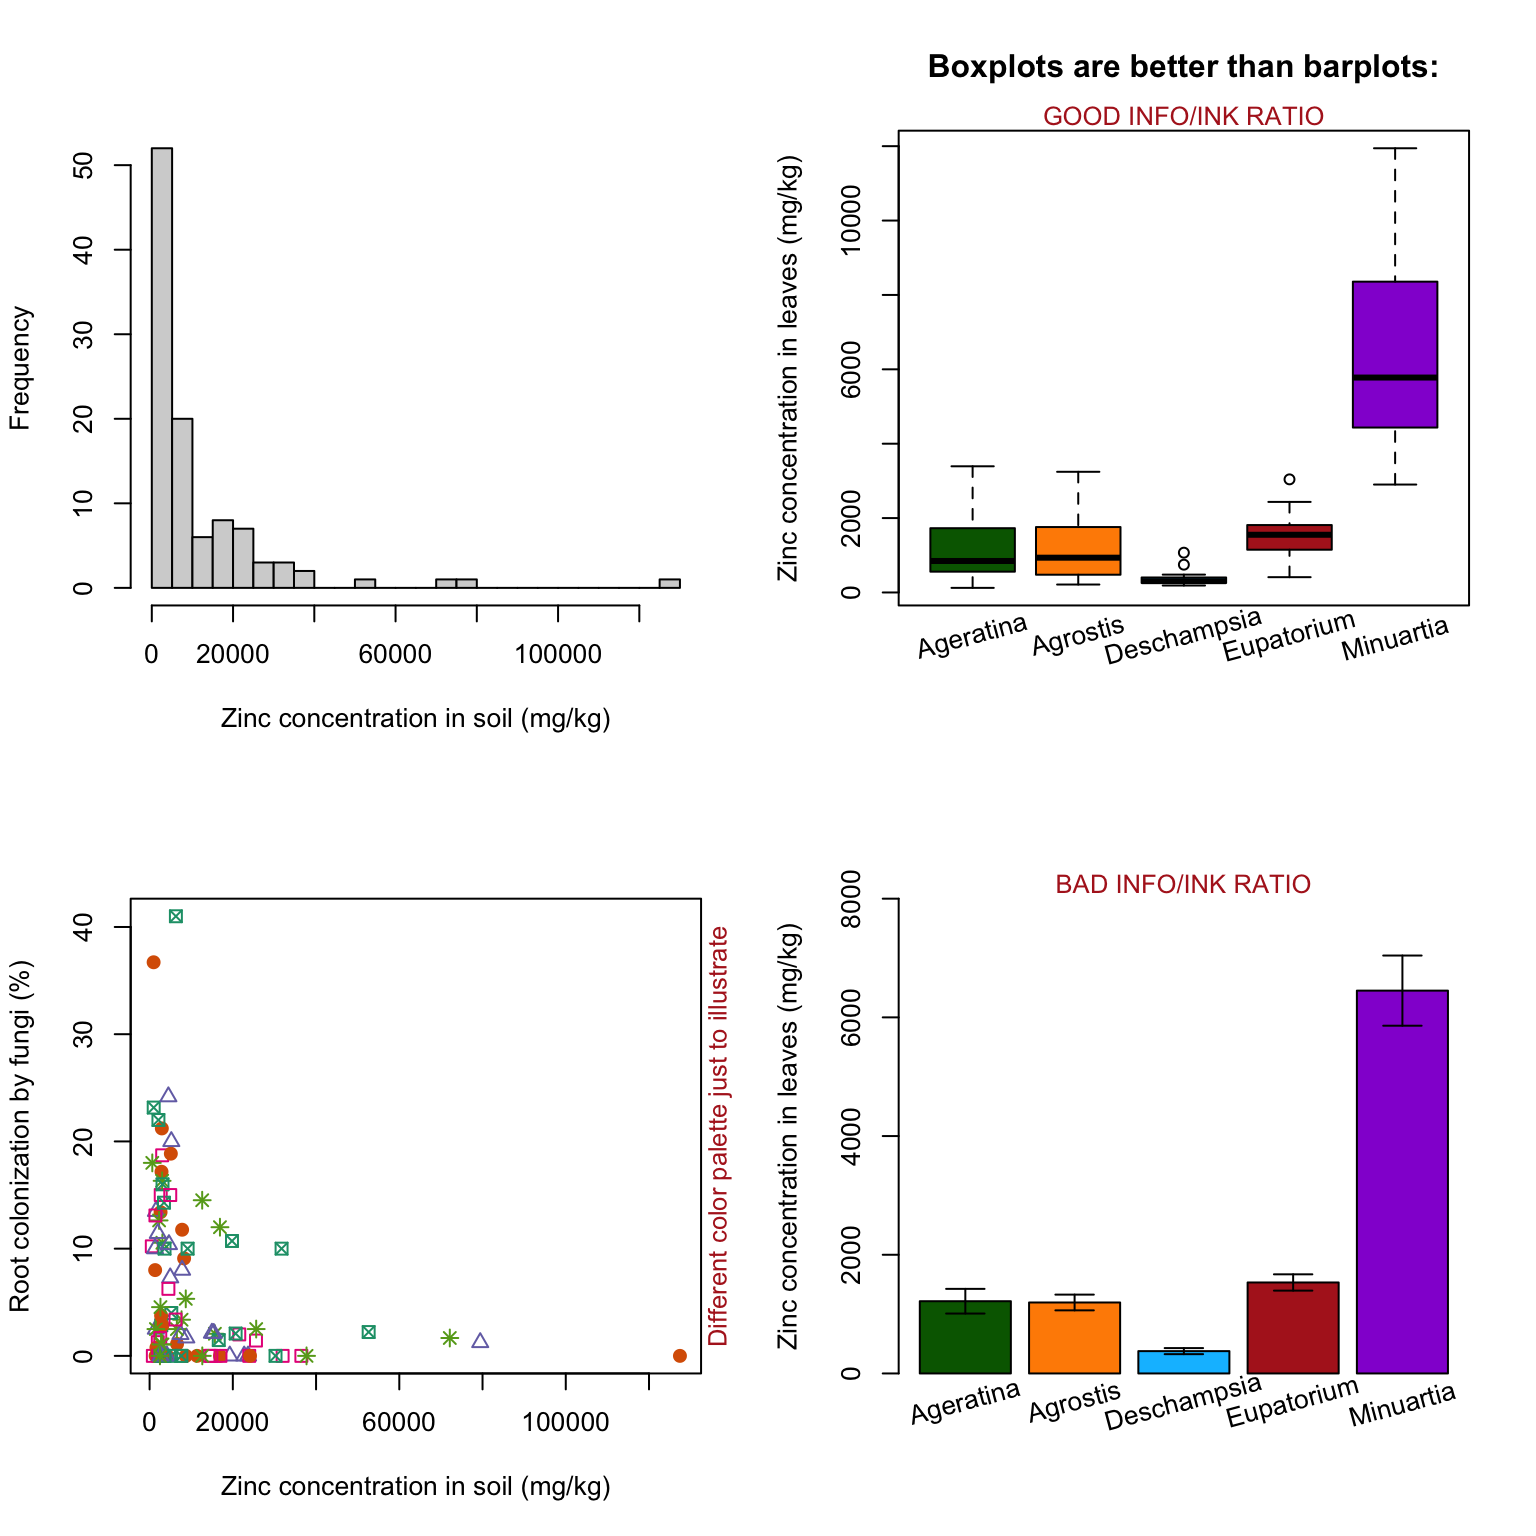 Frequency
50
40
30
20
10
0
0 20000 60000 100000
Zinc concentration in soil (mg/kg)
Boxplots are better than barplots:
GOOD INFO/INK RATIO
Zinc concentration in leaves (mg/kg)
10000
6000
2000
0
Ageratina Agrostis Deschampsia Eupatorium Minuartia
Root colonization by fungi (%)
40
30
20
10
0
0 20000 60000 100000
Zinc concentration in soil (mg/kg)
Different color palette just to illustrate
BAD INFO/INK RATIO
Zinc concentration in leaves (mg/kg)
8000
6000
4000
2000
0
Ageratina Agrostis Deschampsia Eupatorium Minuartia